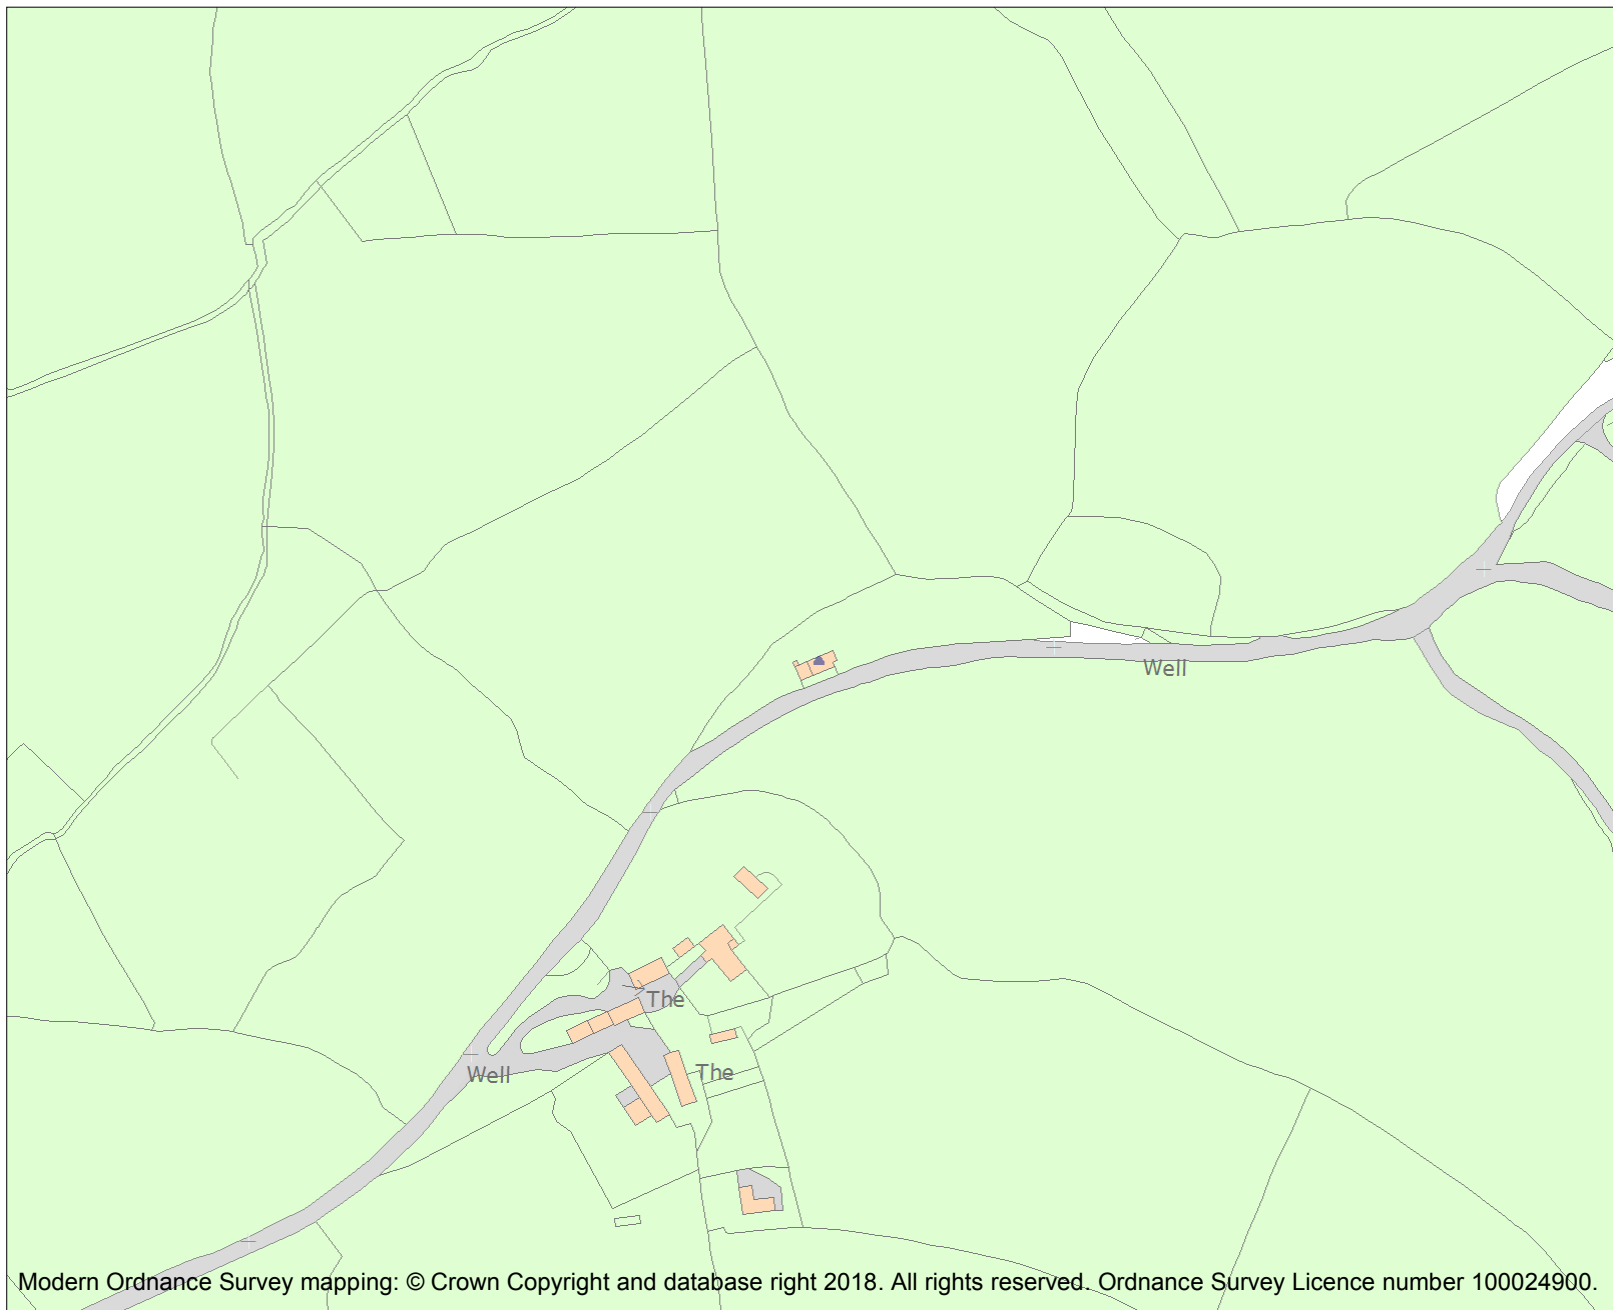 Well
The
The
Well
Modern Ordnance Survey mapping: © Crown Copyright and database right 2018. All rights reserved. Ordnance Survey Licence number 100024900.